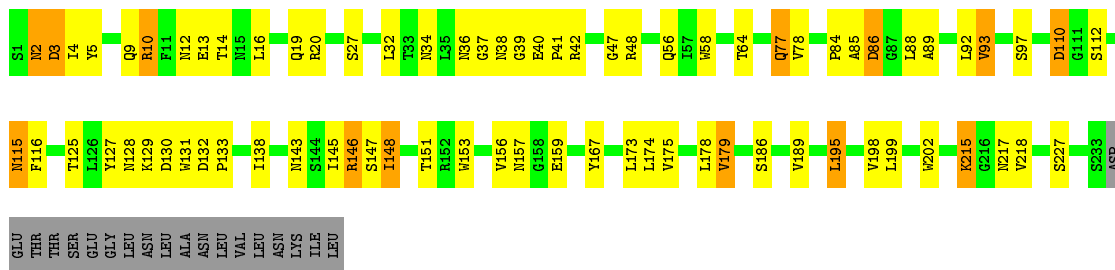 S1 N2 D3 I4 Y5 Q9 R10 F11 N12 E13 T14 N15 L16 Q19 R20 S27 L32 T33 N34 L35 N36 G37 N38 G39 E40 P41 R42 G47 R48 Q56 I57 W58 T64 Q77 V78 P84 A85 D86 G87 L88 A89 L92 V93 S97 D110 G111 S112
N115 F116 T125 L126 Y127 N128 K129 D130 W131 D132 P133 I138 N143 S144 I145 R146 S147 I148 T151 R152 W153 V156 N157 G158 E159 Y167 L173 L174 V175 L178 V179 S186 V189 L195 V198 L199 W202 K215 G216 N217 V218 S227 S233 ASP
GLU THR THR SER GLU GLY LEU ASN LEU ALA ASN LEU VAL LEU ASN LYS ILE LEU